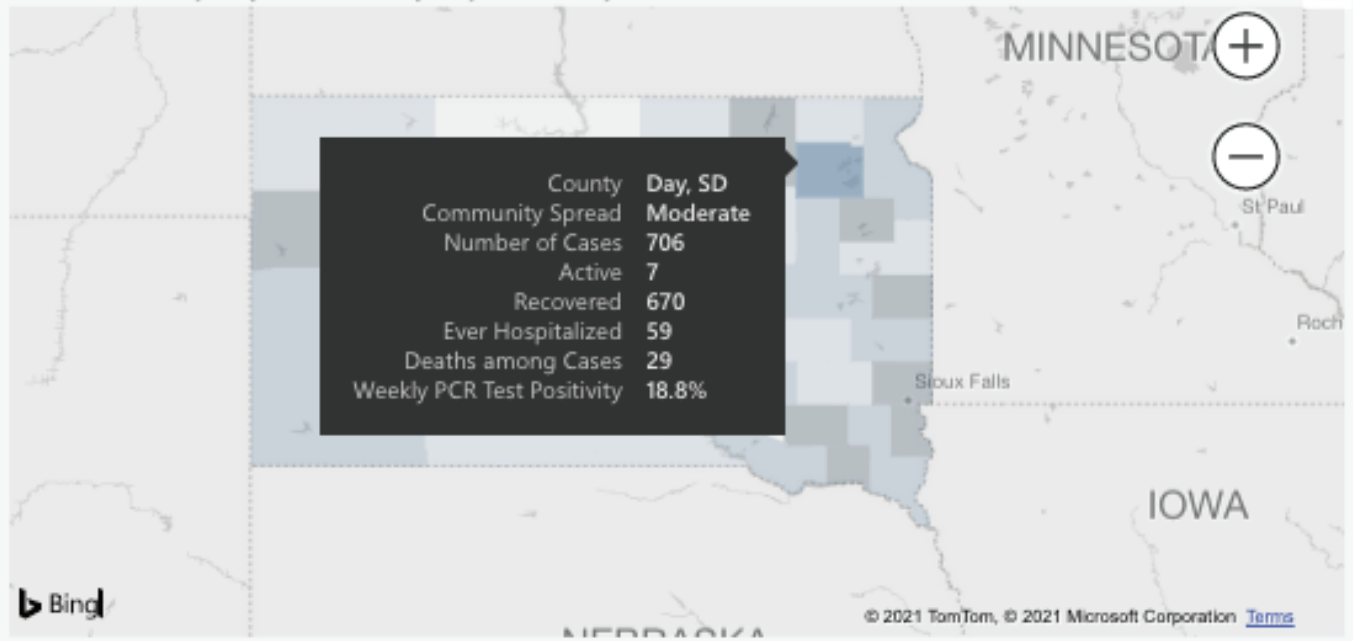 MINNESOTA
County Day, SD
Community Spread Moderate
Number of Cases 706
Active 7
Recovered 670
Ever Hospitalized 59
Deaths among Cases 29
Weekly PCR Test Positivity 18.8%
St Paul
Roch
Sioux Falls
IOWA
Bing
© 2021 TomTom, © 2021 Microsoft Corporation Terms
NEBRASKA